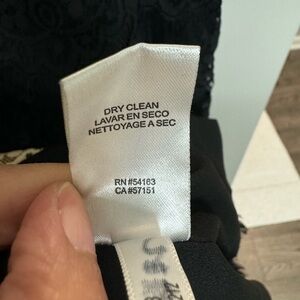 DRY CLEAN
LAVAR EN SECO
NETTOYAGE A SEC
RN #54163
CA #57151